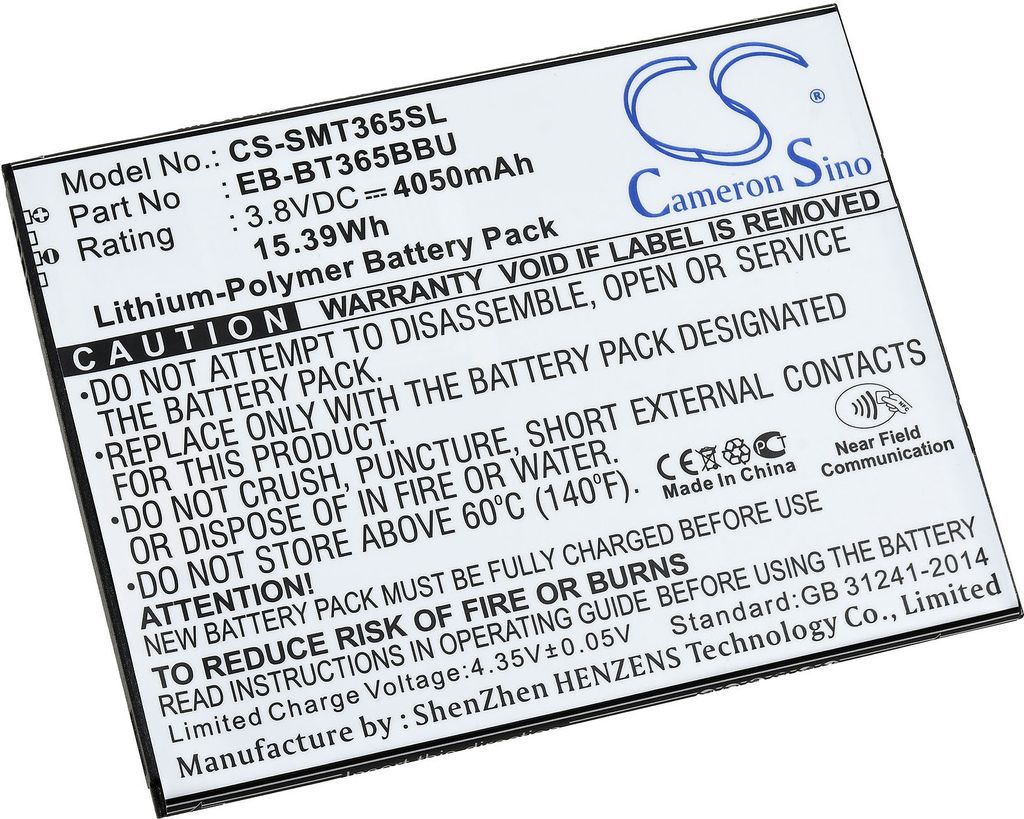 CS
®
Cameron Sino
Model No.: CS-SMT365SL
Part No : EB-BT365BBU
Rating : 3.8VDC ⎓ 4050mAh
15.39Wh
Lithium-Polymer Battery Pack
CAUTION WARRANTY VOID IF LABEL IS REMOVED
•DO NOT ATTEMPT TO DISASSEMBLE, OPEN OR SERVICE
THE BATTERY PACK.
•REPLACE ONLY WITH THE BATTERY PACK DESIGNATED
FOR THIS PRODUCT.
•DO NOT CRUSH, PUNCTURE, SHORT EXTERNAL CONTACTS
OR DISPOSE OF IN FIRE OR WATER.
•DO NOT STORE ABOVE 60°C (140°F).
CE PCT
Made In China
NFC
Near Field
Communication
ATTENTION!
NEW BATTERY PACK MUST BE FULLY CHARGED BEFORE USE
TO REDUCE RISK OF FIRE OR BURNS
READ INSTRUCTIONS IN OPERATING GUIDE BEFORE USING THE BATTERY
Limited Charge Voltage:4.35V±0.05V Standard:GB 31241-2014
Manufacture by : ShenZhen HENZENS Technology Co., Limited